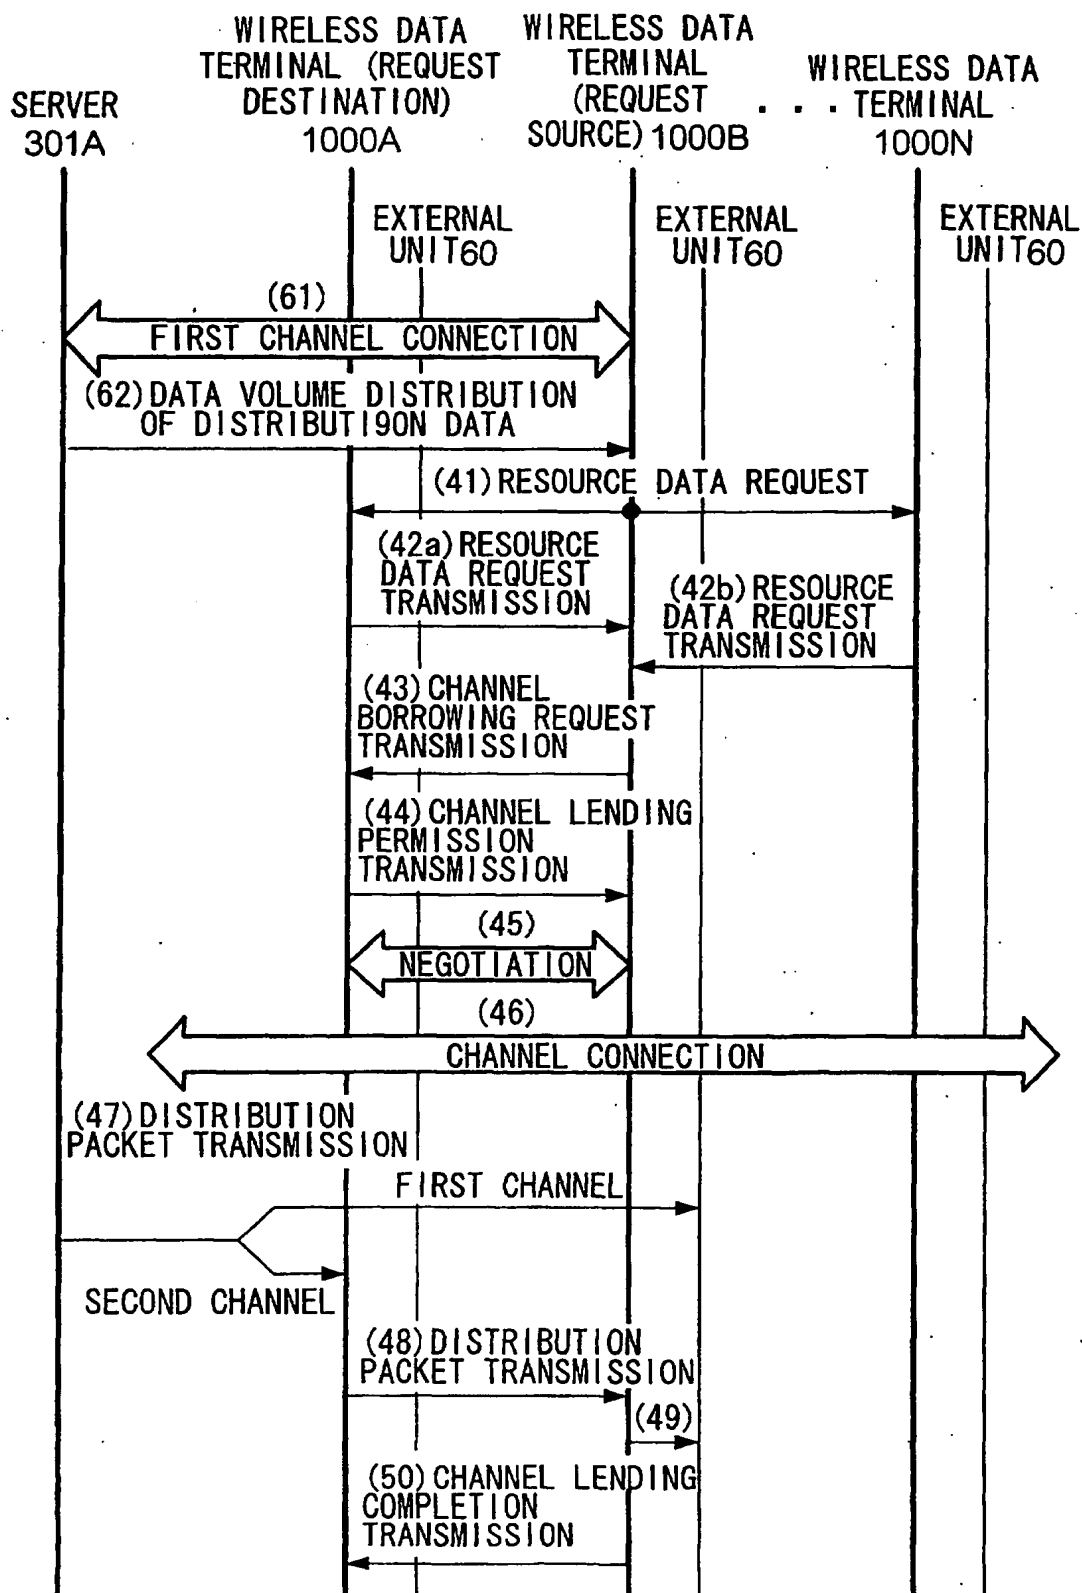 SERVER
301A
WIRELESS DATA
TERMINAL (REQUEST
DESTINATION)
1000A
WIRELESS DATA
TERMINAL
(REQUEST
SOURCE) 1000B
. . .
WIRELESS DATA
TERMINAL
1000N
EXTERNAL
UNIT60
EXTERNAL
UNIT60
EXTERNAL
UNIT60
(61)
FIRST CHANNEL CONNECTION
(62) DATA VOLUME DISTRIBUTION
OF DISTRIBUTI9ON DATA
(41) RESOURCE DATA REQUEST
(42a) RESOURCE
DATA REQUEST
TRANSMISSION
(42b) RESOURCE
DATA REQUEST
TRANSMISSION
(43) CHANNEL
BORROWING REQUEST
TRANSMISSION
(44) CHANNEL LENDING
PERMISSION
TRANSMISSION
(45)
NEGOTIATION
(46)
CHANNEL CONNECTION
(47) DISTRIBUTION
PACKET TRANSMISSION
FIRST CHANNEL
SECOND CHANNEL
(48) DISTRIBUTION
PACKET TRANSMISSION
(49)
(50) CHANNEL LENDING
COMPLETION
TRANSMISSION